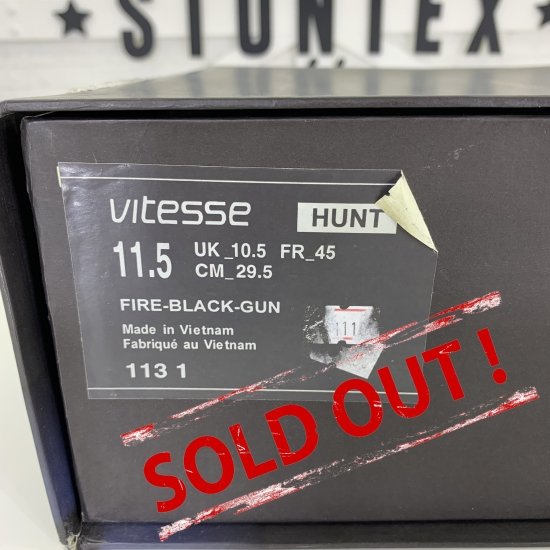 STUNTEX
vitesse HUNT
11.5 UK_10.5 FR_45
CM_29.5
FIRE-BLACK-GUN
Made in Vietnam
Fabriqué au Vietnam
113 1
SOLD OUT !